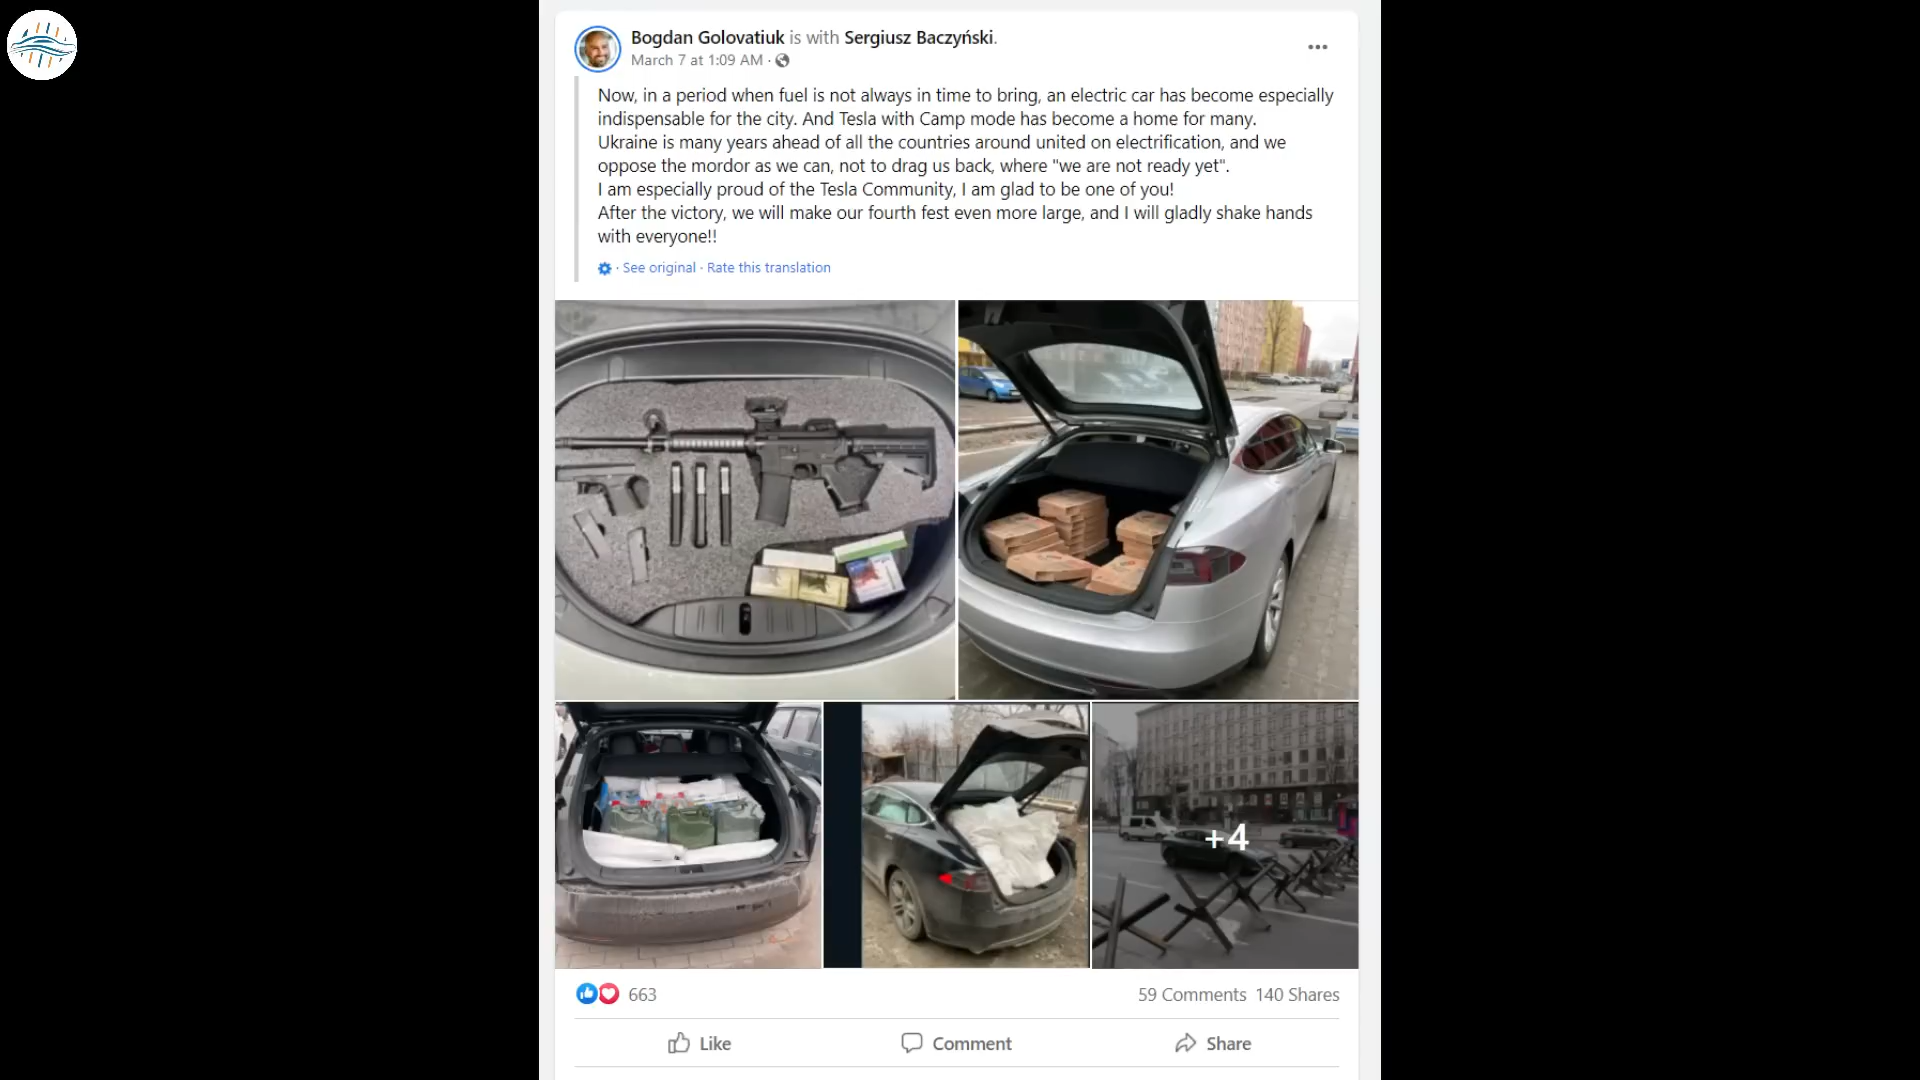 Bogdan Golovatiuk is with Sergiusz Baczyński.
March 7 at 1:09 AM ·
Now, in a period when fuel is not always in time to bring, an electric car has become especially
indispensable for the city. And Tesla with Camp mode has become a home for many.
Ukraine is many years ahead of all the countries around united on electrification, and we
oppose the mordor as we can, not to drag us back, where "we are not ready yet".
I am especially proud of the Tesla Community, I am glad to be one of you!
After the victory, we will make our fourth fest even more large, and I will gladly shake hands
with everyone!!
· See original · Rate this translation
+4
663
59 Comments 140 Shares
Like
Comment
Share